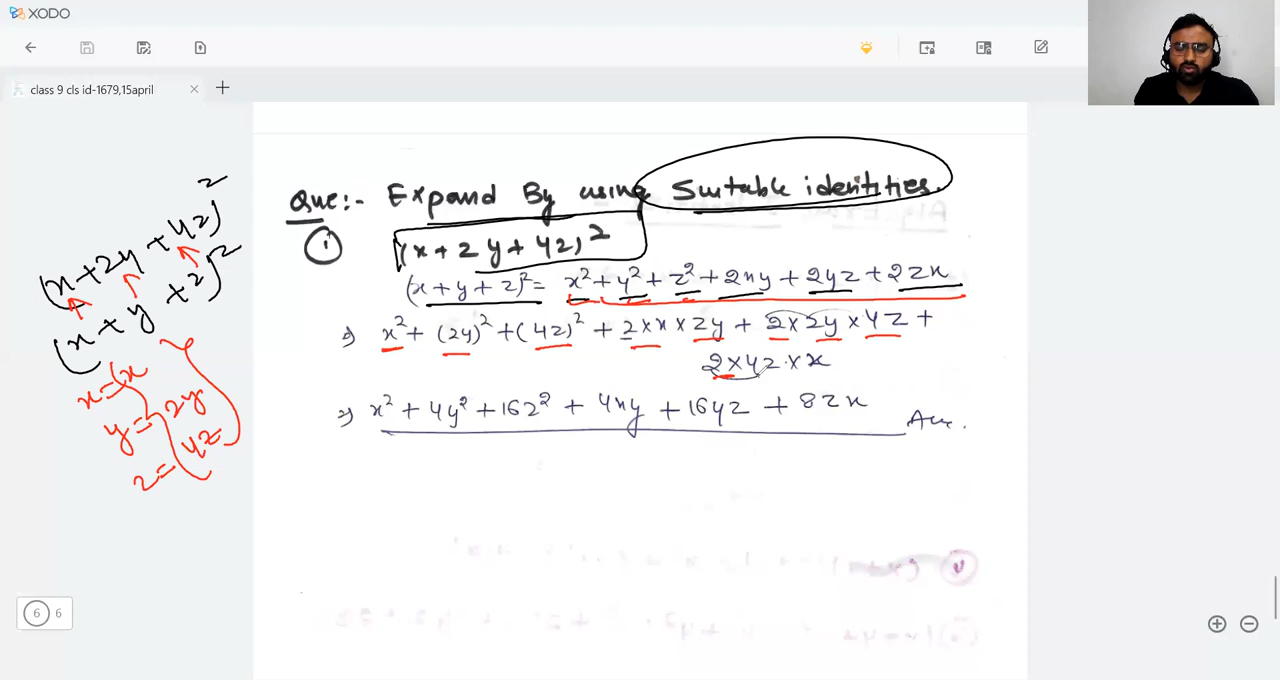 XODO
class 9 cls id-1679,15april
Que:- Expand By using Suitable identities.
① (x + 2y + 4z)²
(x + y + z)² = x² + y² + z² + 2xy + 2yz + 2zx
⇒ x² + (2y)² + (4z)² + 2×x×2y + 2×2y×4z +
2×4z×x
⇒ x² + 4y² + 16z² + 4xy + 16yz + 8zx Ans.
(x+2y+4z)²
(x+y+z)²
x=x
y=2y
z=4z
6 6